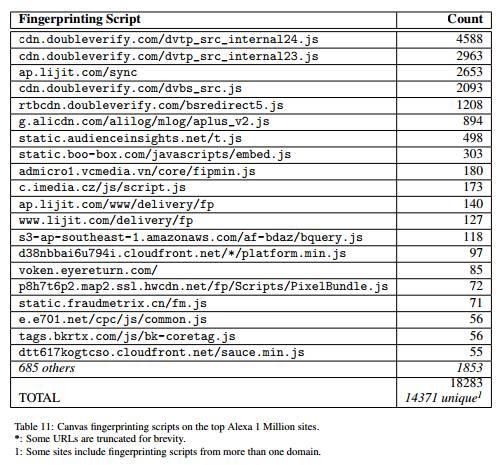 Fingerprinting Script Count
cdn.doubleverify.com/dvtp_src_internal24.js 4588
cdn.doubleverify.com/dvtp_src_internal23.js 2963
ap.lijit.com/sync 2653
cdn.doubleverify.com/dvbs_src.js 2093
rtbcdn.doubleverify.com/bsredirect5.js 1208
g.alicdn.com/alilog/mlog/aplus_v2.js 894
static.audienceinsights.net/t.js 498
static.boo-box.com/javascripts/embed.js 303
admicro1.vcmedia.vn/core/fipmin.js 180
c.imedia.cz/js/script.js 173
ap.lijit.com/www/delivery/fp 140
www.lijit.com/delivery/fp 127
s3-ap-southeast-1.amazonaws.com/af-bdaz/bquery.js 118
d38nbbai6u794i.cloudfront.net/*/platform.min.js 97
voken.eyereturn.com/ 85
p8h7t6p2.map2.ssl.hwcdn.net/fp/Scripts/PixelBundle.js 72
static.fraudmetrix.cn/fm.js 71
e.e701.net/cpc/js/common.js 56
tags.bkrtx.com/js/bk-coretag.js 56
dtt617kogtcso.cloudfront.net/sauce.min.js 55
685 others 1853
18283
TOTAL 14371 unique1
Table 11: Canvas fingerprinting scripts on the top Alexa 1 Million sites.
*: Some URLs are truncated for brevity.
1: Some sites include fingerprinting scripts from more than one domain.